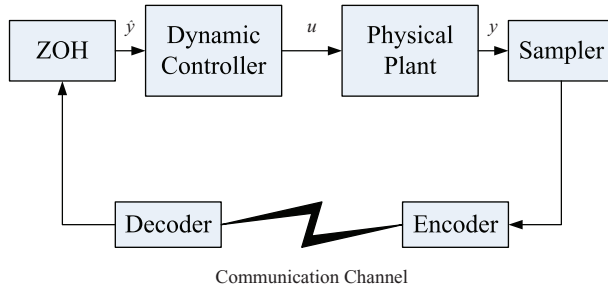 ZOH
ŷ
Dynamic
Controller
u
Physical
Plant
y
Sampler
Decoder
Encoder
Communication Channel